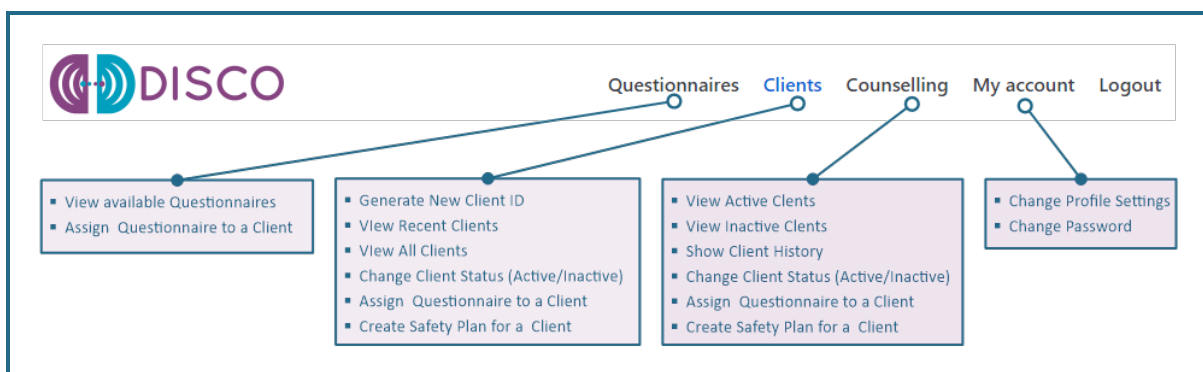 DISCO
Questionnaires Clients Counselling My account Logout
View available Questionnaires
Assign Questionnaire to a Client
Generate New Client ID
VIew Recent Clients
VIew All Clients
Change Client Status (Active/Inactive)
Assign Questionnaire to a Client
Create Safety Plan for a Client
View Active Clents
View Inactive Clents
Show Client History
Change Client Status (Active/Inactive)
Assign Questionnaire to a Client
Create Safety Plan for a Client
Change Profile Settings
Change Password